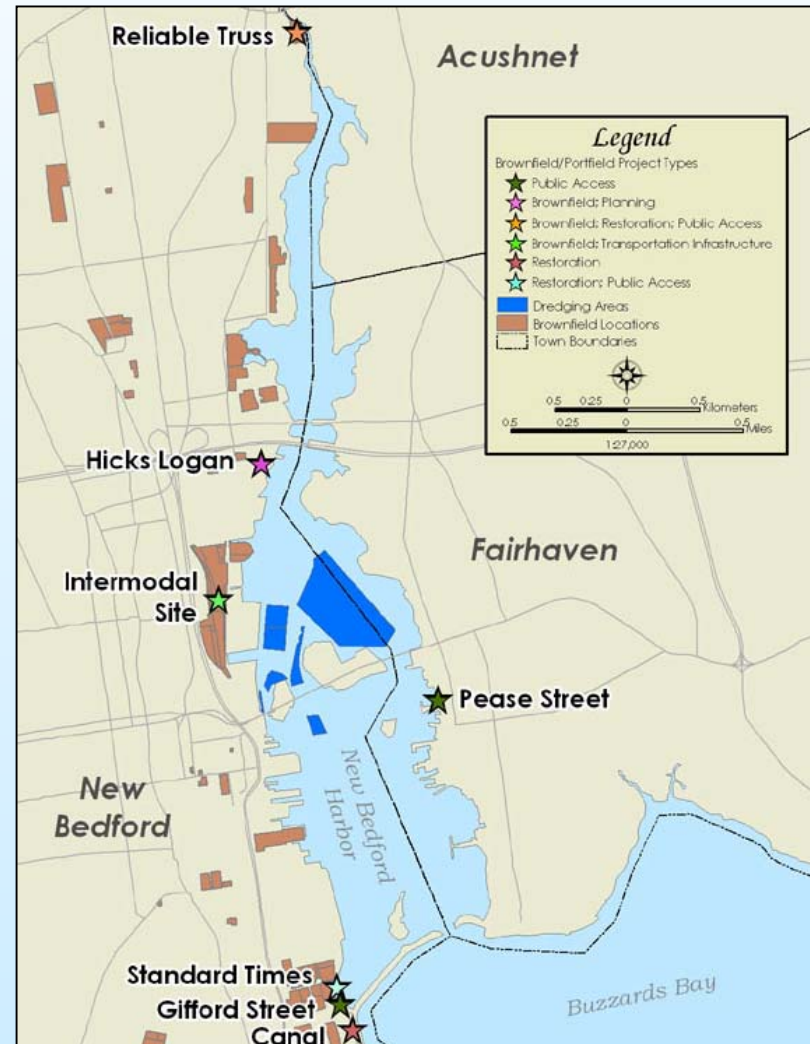 Reliable Truss
Acushnet
Legend
Brownfield/Portfield Project Types
Public Access
Brownfield; Planning
Brownfield; Restoration; Public Access
Brownfield; Transportation Infrastructure
Restoration
Restoration; Public Access
Dredging Areas
Brownfield Locations
Town Boundaries
0.5 0.25 0 0.5
Kilometers
0.5 0.25 0 0.5
Miles
1:27,000
Hicks Logan
Fairhaven
Intermodal
Site
Pease Street
New
Bedford
New Bedford
Harbor
Standard Times
Gifford Street
Canal
Buzzards Bay